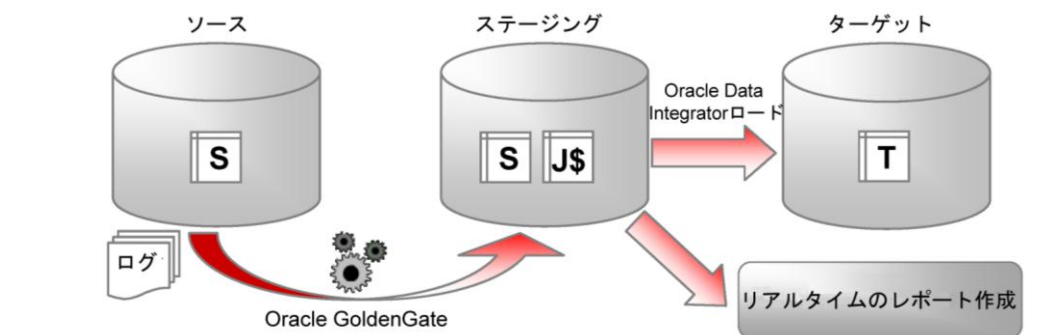 ソース
ステージング
ターゲット
Oracle Data
Integratorロード
S
S
J$
T
ログ
Oracle GoldenGate
リアルタイムのレポート作成